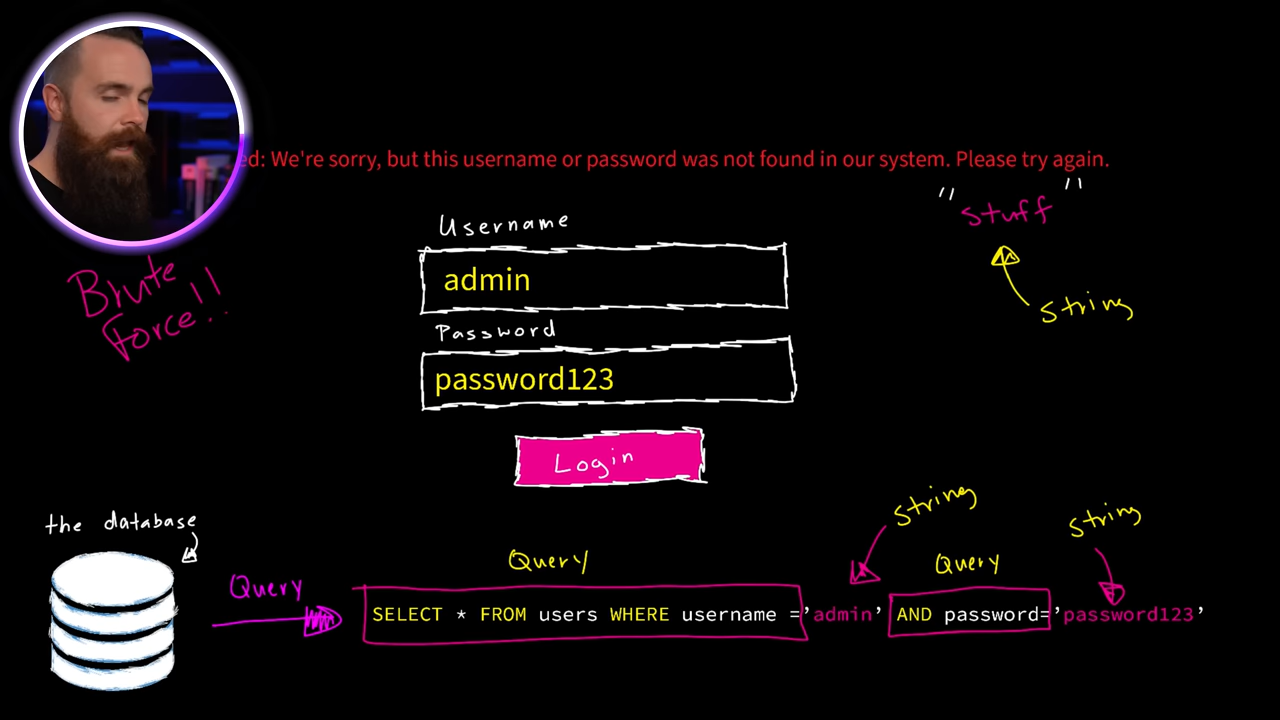 ed: We're sorry, but this username or password was not found in our system. Please try again.
" stuff "
Username
admin
Brute
Force!!
string
Password
password123
Login
string
string
the database
Query
Query
Query
SELECT * FROM users WHERE username =’admin’ AND password=’password123’